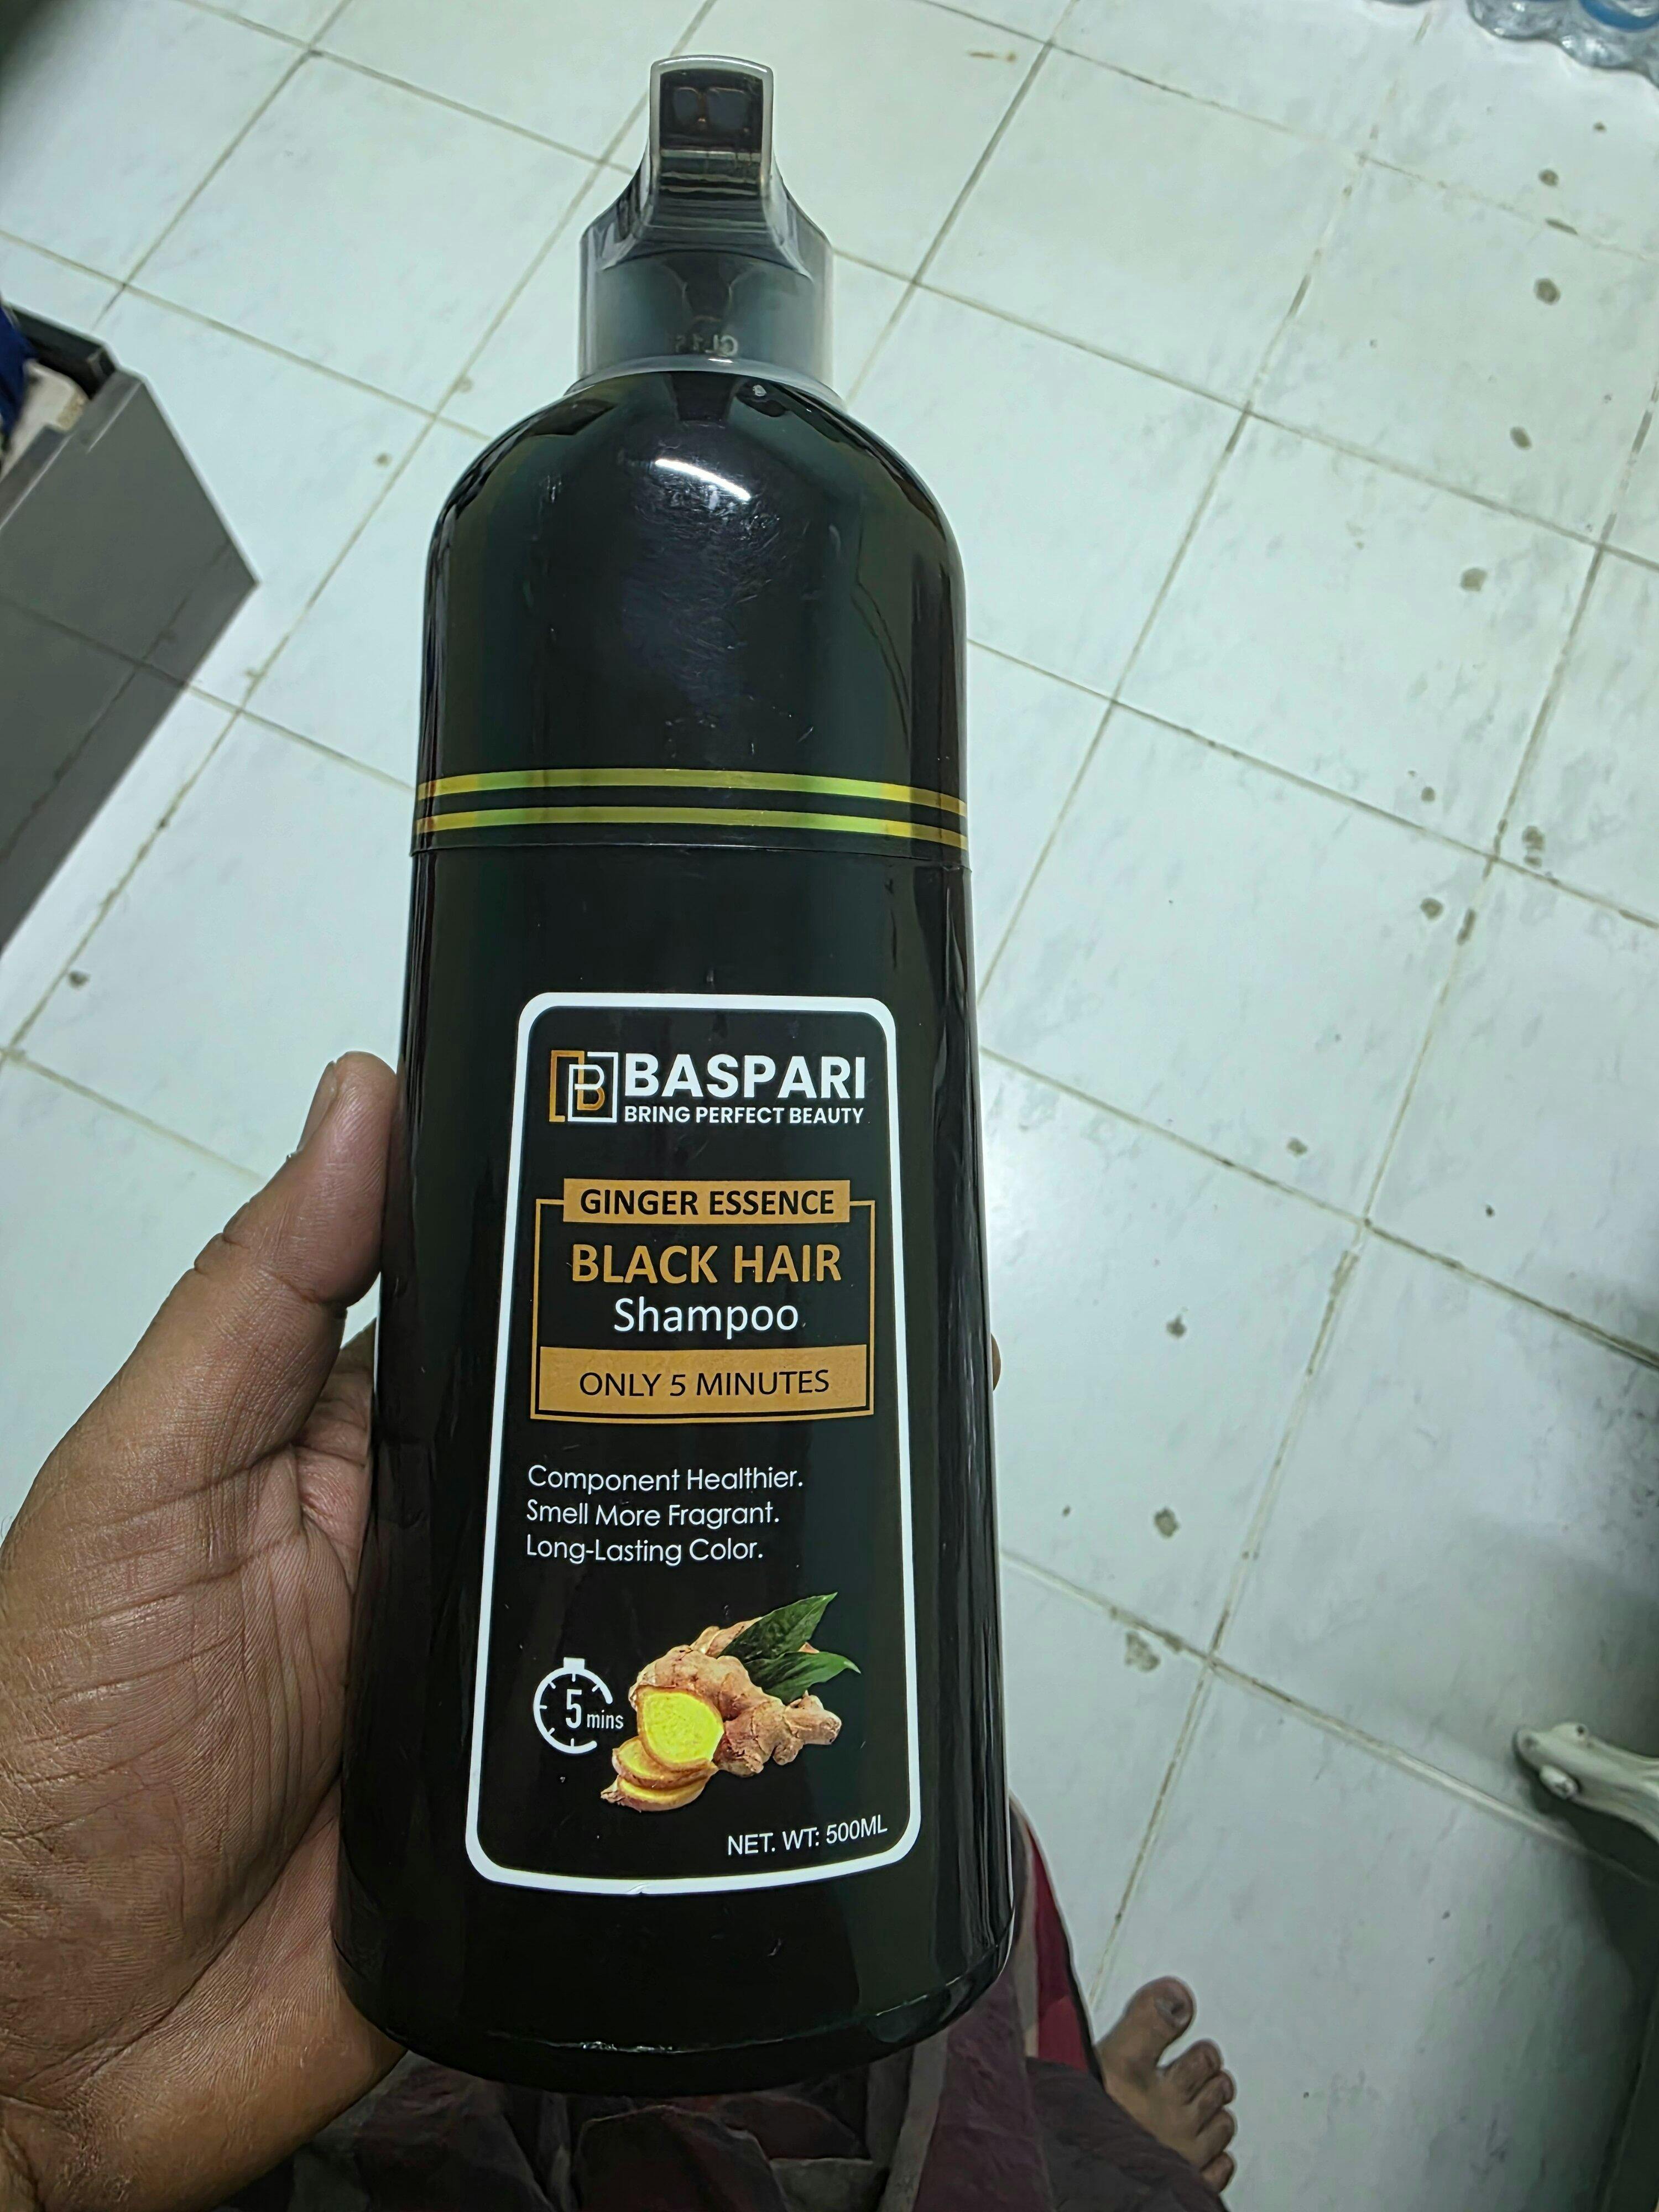 BASPARI
BRING PERFECT BEAUTY
GINGER ESSENCE
BLACK HAIR
Shampoo
ONLY 5 MINUTES
Component Healthier.
Smell More Fragrant.
Long-Lasting Color.
5 mins
NET. WT: 500ML